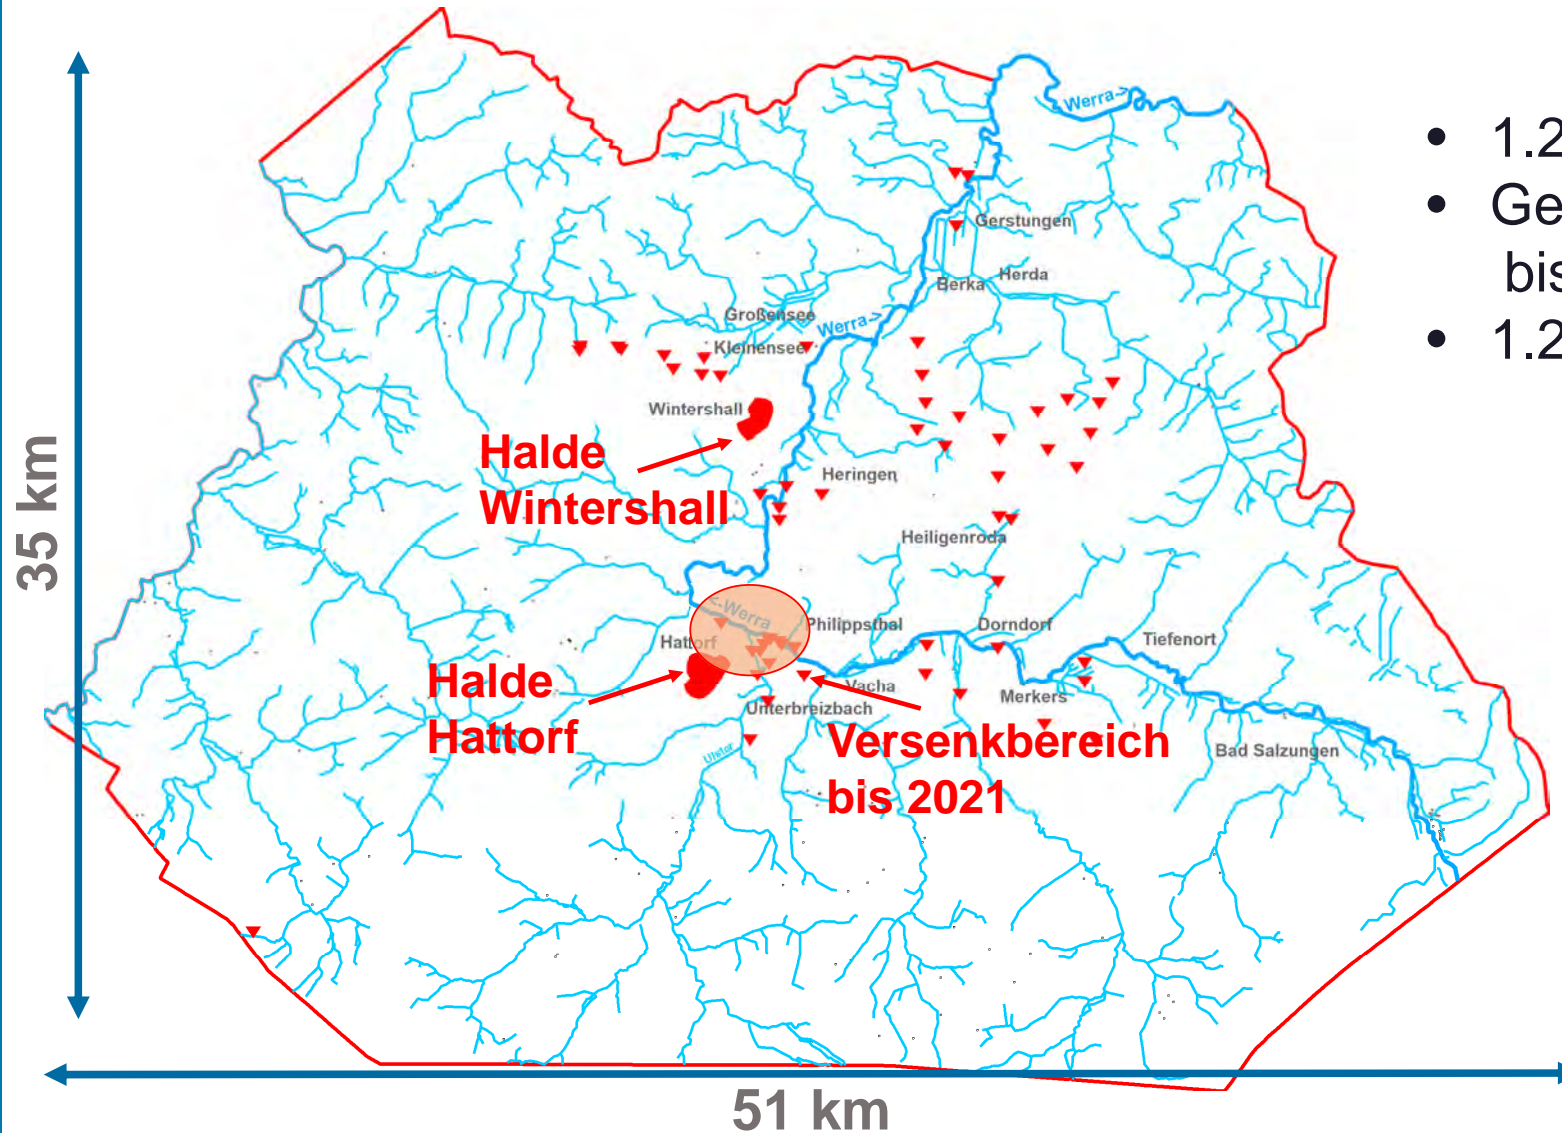 Werra->
1.2
Ge
bis
1.2
Gerstungen
Herda
Berka
Großensee
Werra->
Kleinensee
Wintershall
Halde
Wintershall
Heringen
35 km
Heiligenroda
<-Werra
Philippsthal
Dorndorf
Tiefenort
Hattorf
Halde
Hattorf
Vacha
Merkers
Unterbreizbach
Versenkbereich
bis 2021
Bad Salzungen
Ulster
51 km